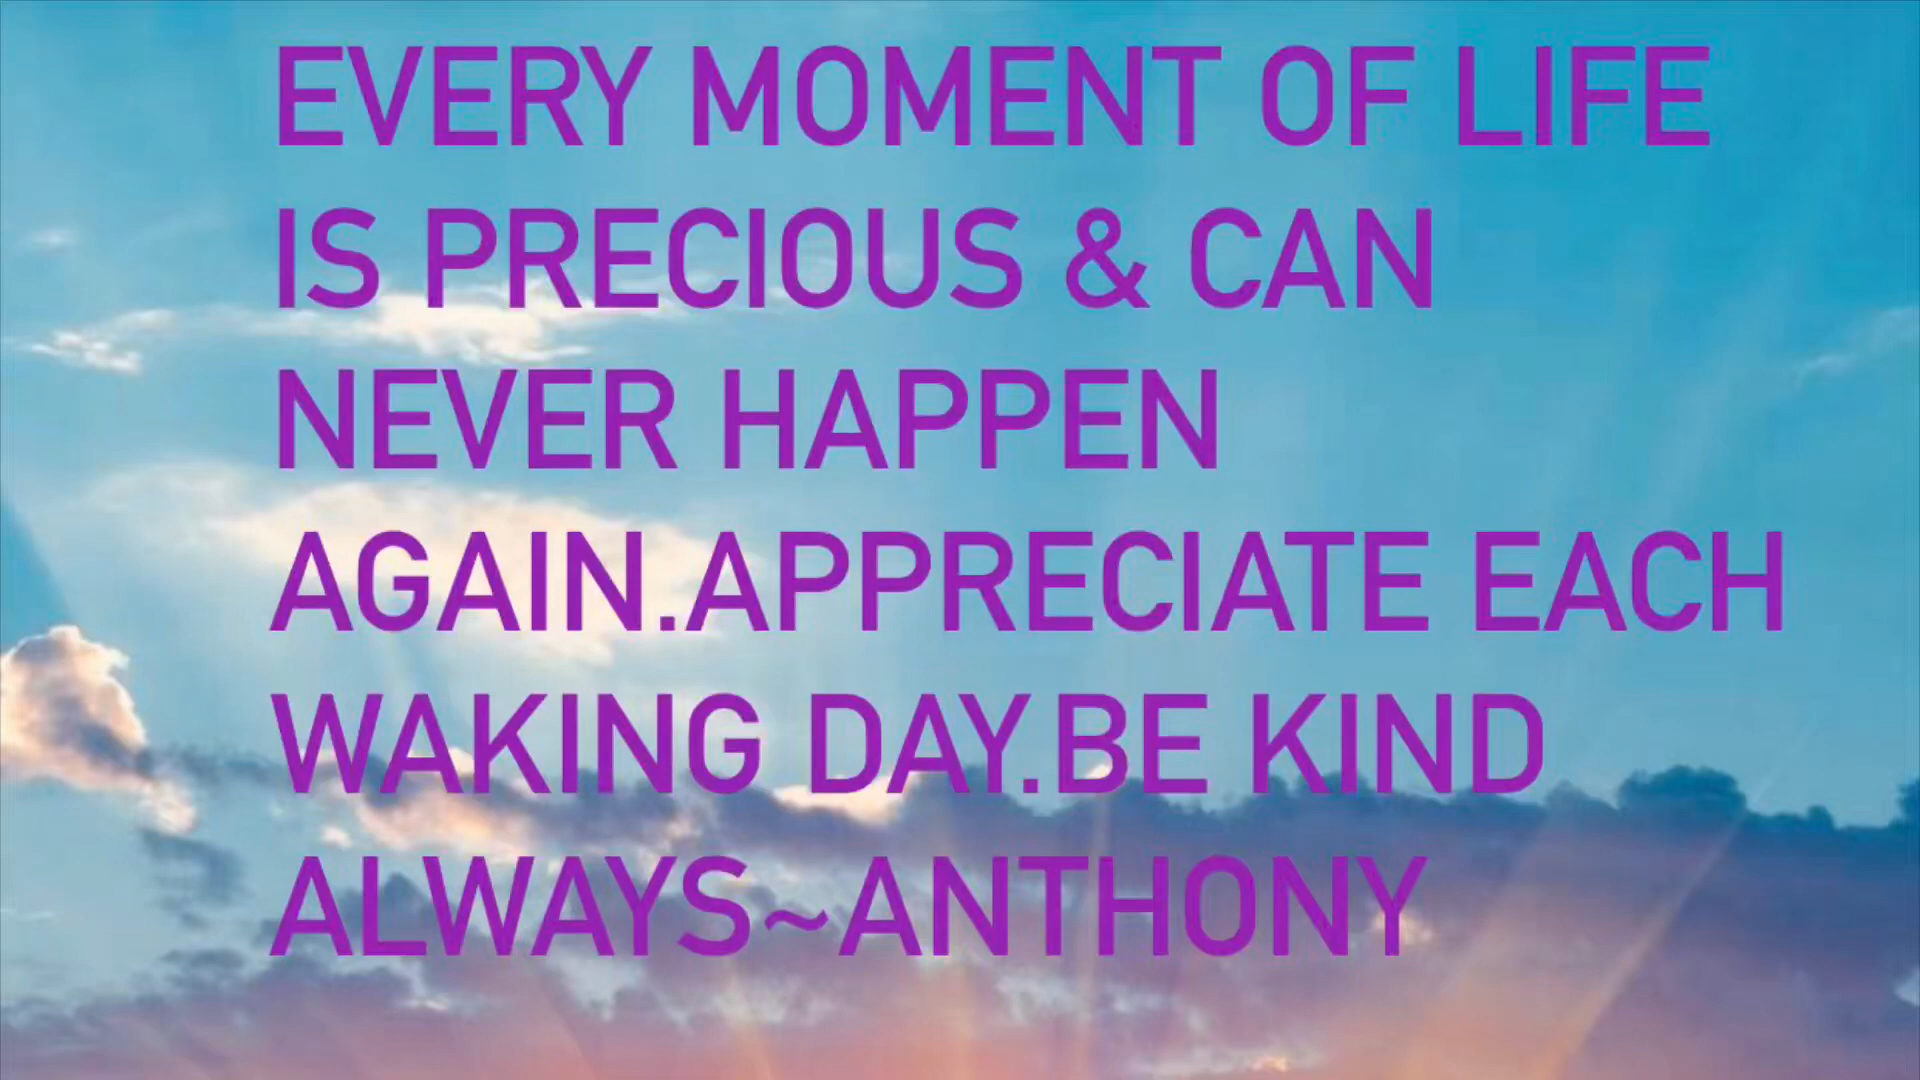 EVERY MOMENT OF LIFE
IS PRECIOUS & CAN
NEVER HAPPEN
AGAIN.APPRECIATE EACH
WAKING DAY.BE KIND
ALWAYS~ANTHONY